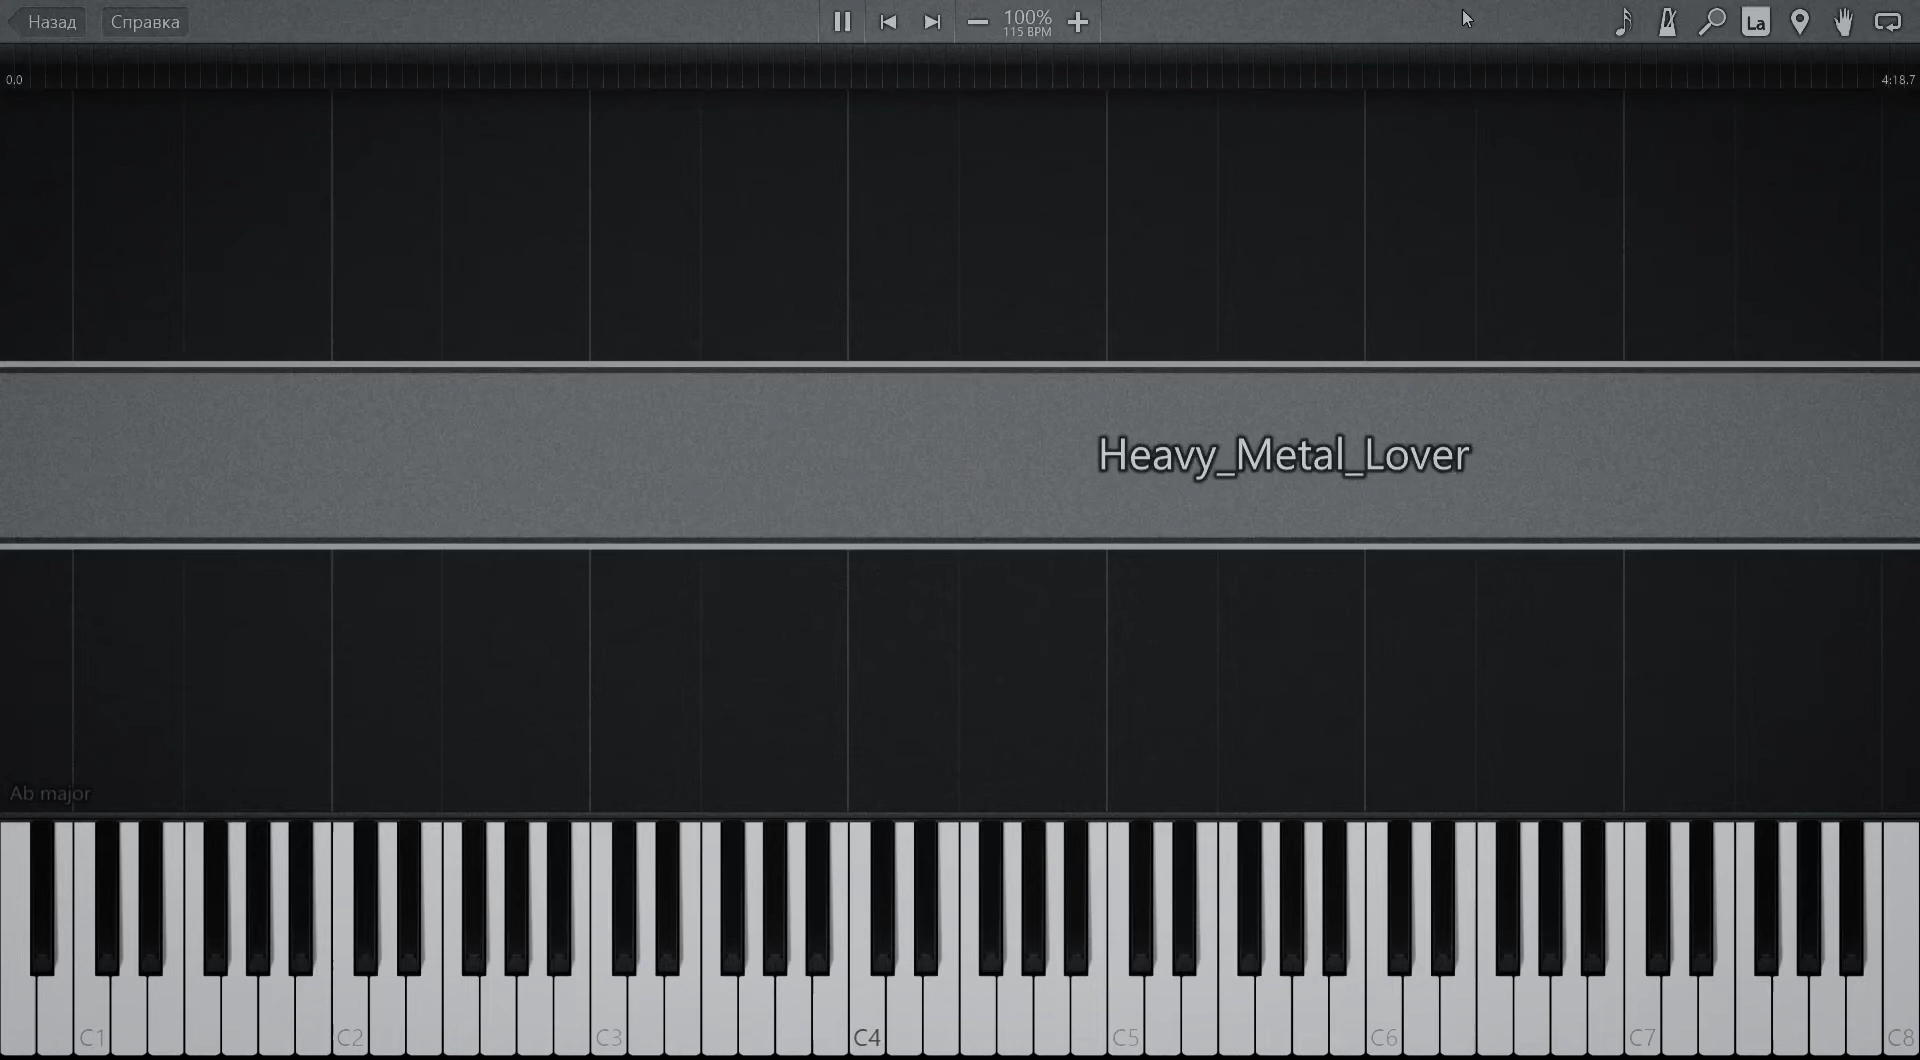 Назад
Справка
100%
115 BPM
La
0,0
4:18.7
Heavy_Metal_Lover
Ab major
C1
C2
C3
C4
C5
C6
C7
C8